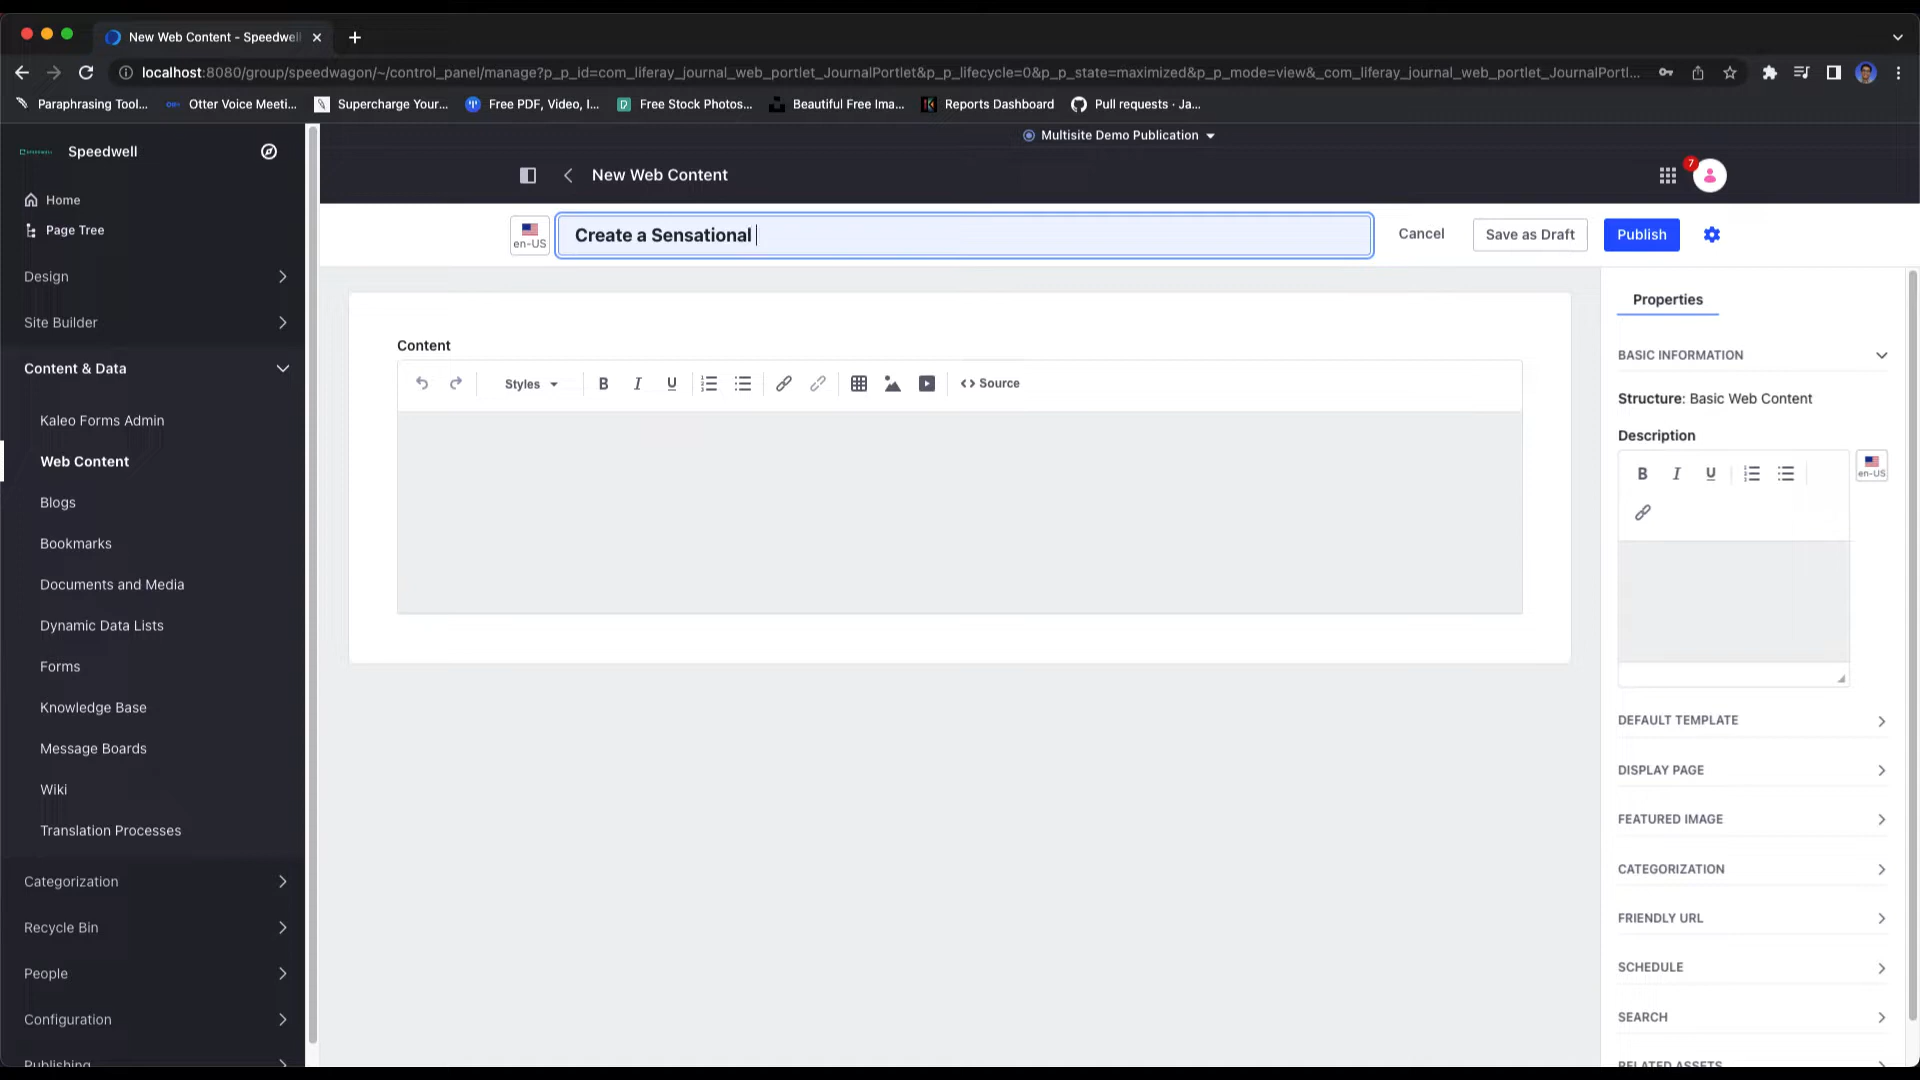 New Web Content - Speedwell
localhost:8080/group/speedwagon/~/control_panel/manage?p_p_id=com_liferay_journal_web_portlet_JournalPortlet&p_p_lifecycle=0&p_p_state=maximized&p_p_mode=view&_com_liferay_journal_web_portlet_JournalPortl...
Paraphrasing Tool... Otter Voice Meeti... Supercharge Your... Free PDF, Video, I... Free Stock Photos... Beautiful Free Ima... Reports Dashboard Pull requests · Ja...
Speedwell
Multisite Demo Publication
New Web Content
7
Home
Page Tree
Design
Site Builder
Content & Data
Kaleo Forms Admin
Web Content
Blogs
Bookmarks
Documents and Media
Dynamic Data Lists
Forms
Knowledge Base
Message Boards
Wiki
Translation Processes
Categorization
Recycle Bin
People
Configuration
Publishing
en-US
Create a Sensational
Cancel
Save as Draft
Publish
Content
Styles
B I U
Source
Properties
BASIC INFORMATION
Structure: Basic Web Content
Description
B I U
en-US
DEFAULT TEMPLATE
DISPLAY PAGE
FEATURED IMAGE
CATEGORIZATION
FRIENDLY URL
SCHEDULE
SEARCH
RELATED ASSETS